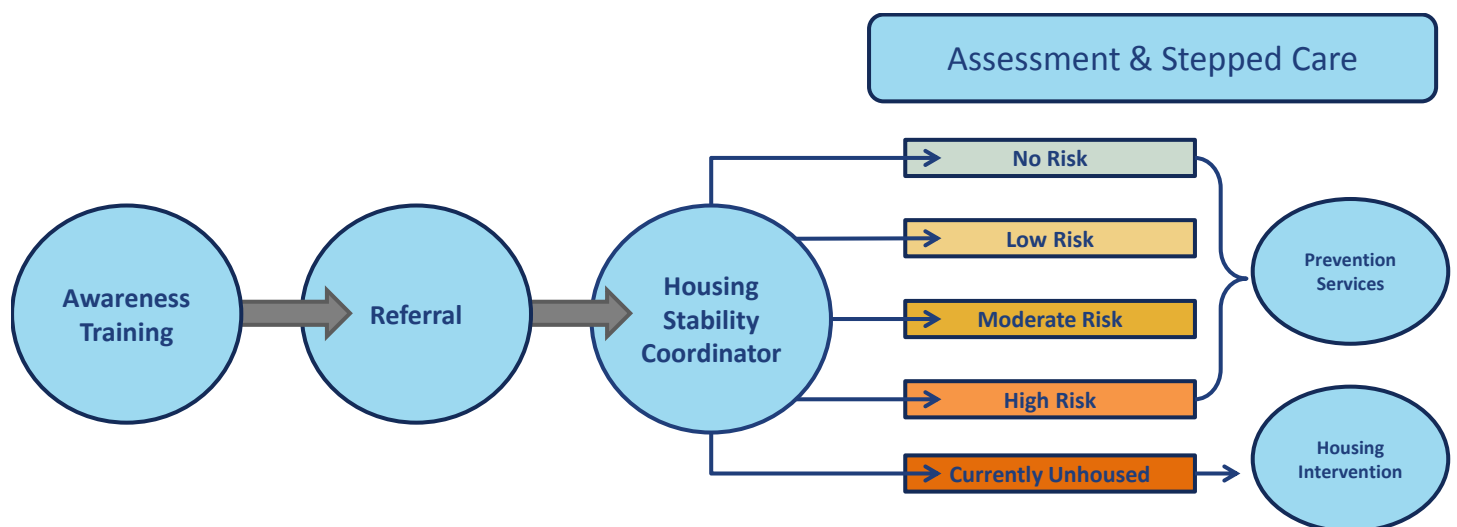 Assessment & Stepped Care
Awareness
Training
Referral
Housing
Stability
Coordinator
No Risk
Low Risk
Moderate Risk
High Risk
Currently Unhoused
Prevention
Services
Housing
Intervention